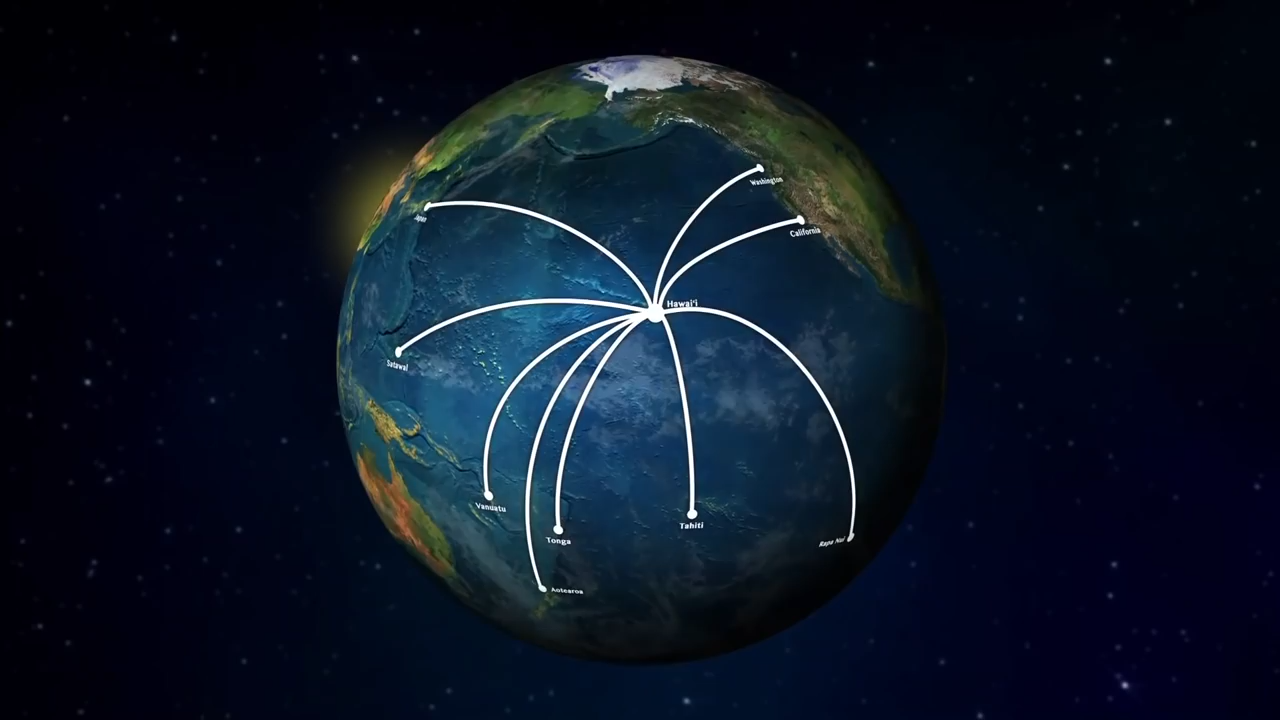 Washington
Japan
California
Hawai'i
Satawal
Vanuatu
Tahiti
Tonga
Rapa Nui
Aotearoa